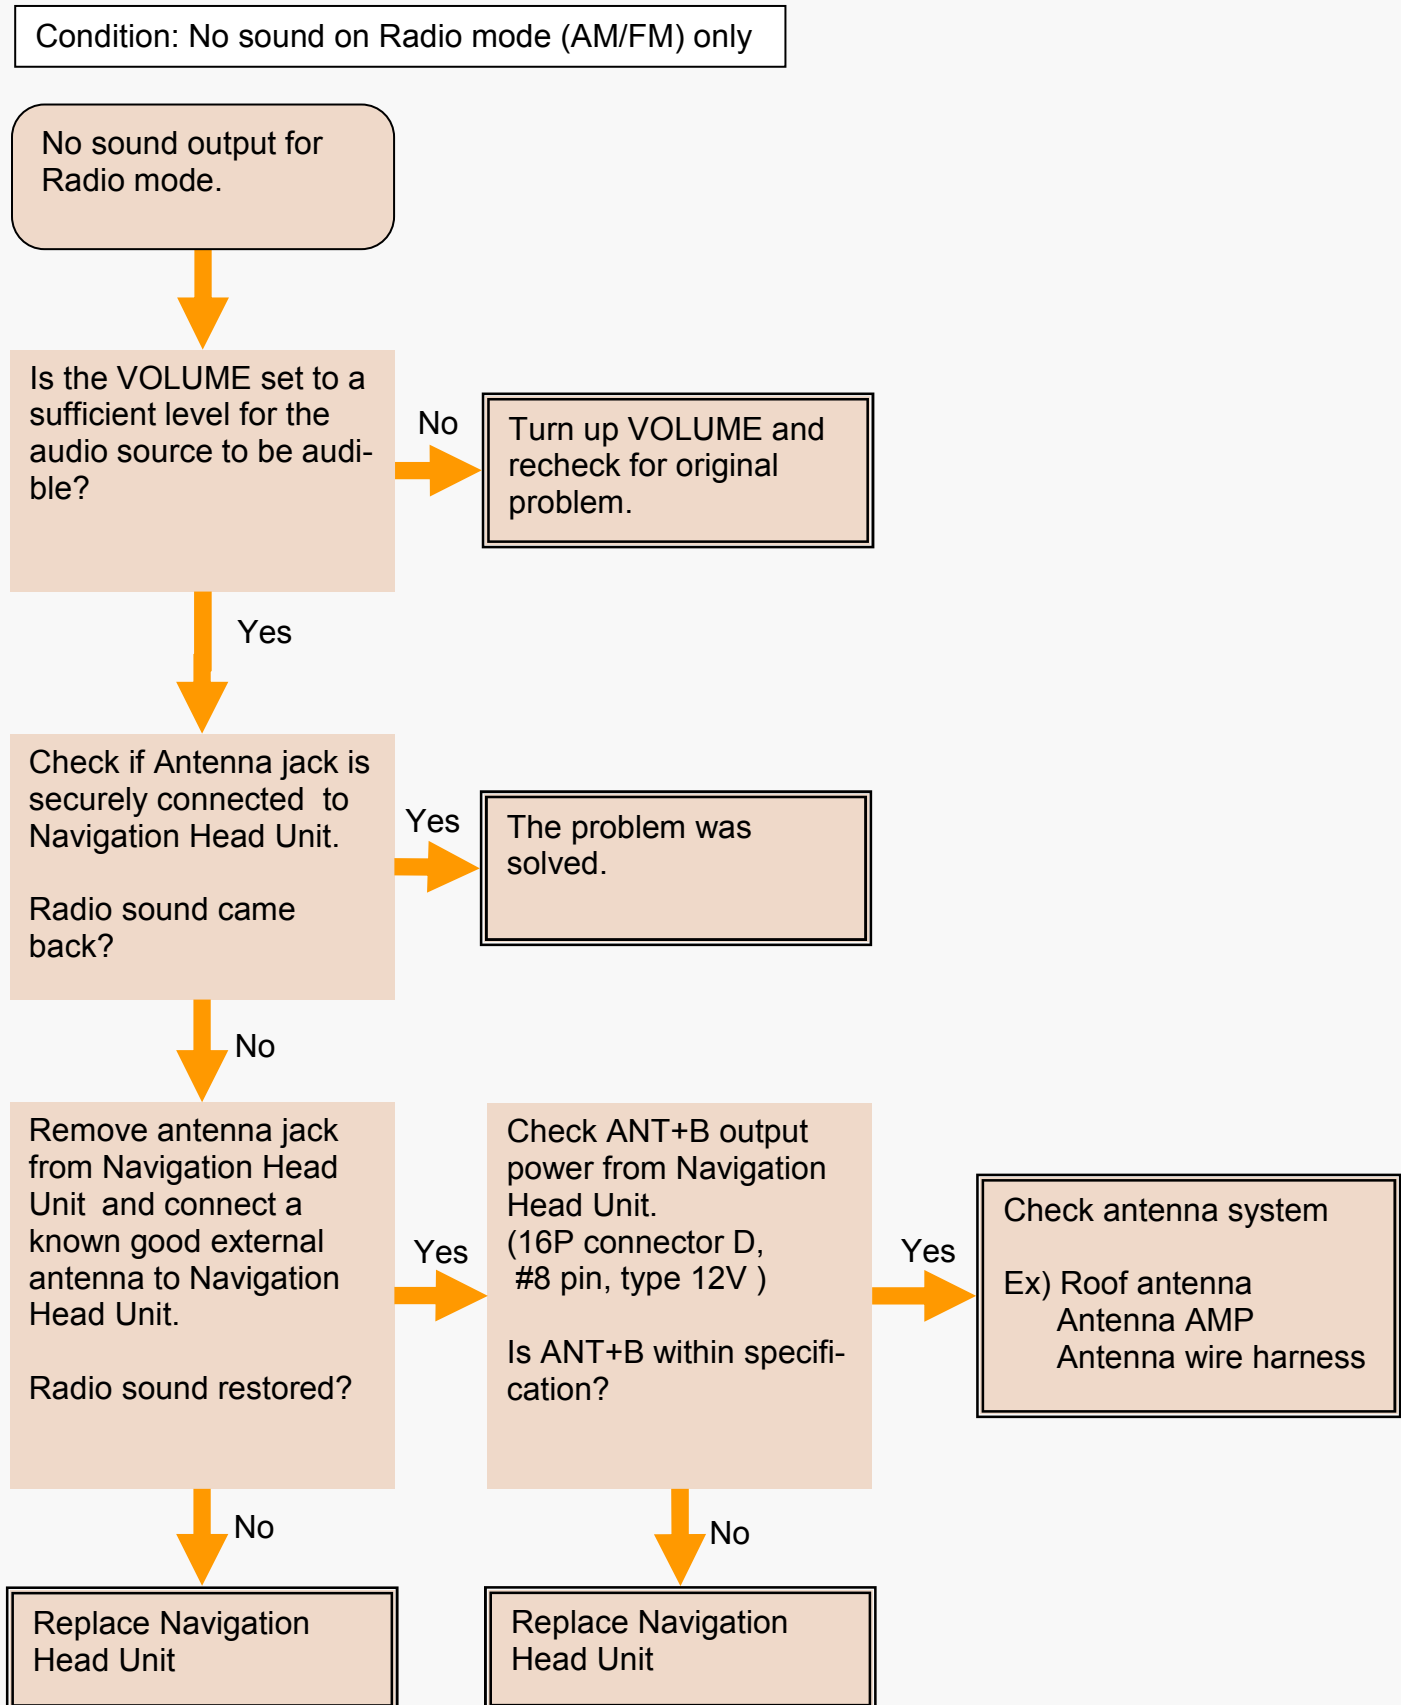 Condition: No sound on Radio mode (AM/FM) only
No sound output for
Radio mode.
Is the VOLUME set to a
sufficient level for the
audio source to be audi-
ble?
No
Turn up VOLUME and
recheck for original
problem.
Yes
Check if Antenna jack is
securely connected to
Navigation Head Unit.
Radio sound came
back?
Yes
The problem was
solved.
No
Remove antenna jack
from Navigation Head
Unit and connect a
known good external
antenna to Navigation
Head Unit.
Radio sound restored?
Yes
Check ANT+B output
power from Navigation
Head Unit.
(16P connector D,
#8 pin, type 12V )
Is ANT+B within specifi-
cation?
Yes
Check antenna system
Ex) Roof antenna
Antenna AMP
Antenna wire harness
No
Replace Navigation
Head Unit
No
Replace Navigation
Head Unit